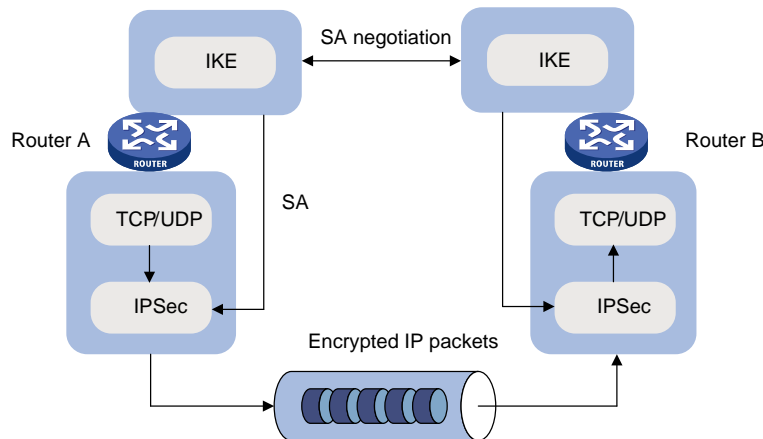 SA negotiation
IKE
IKE
Router A
ROUTER
ROUTER
Router B
SA
TCP/UDP
TCP/UDP
IPSec
IPSec
Encrypted IP packets